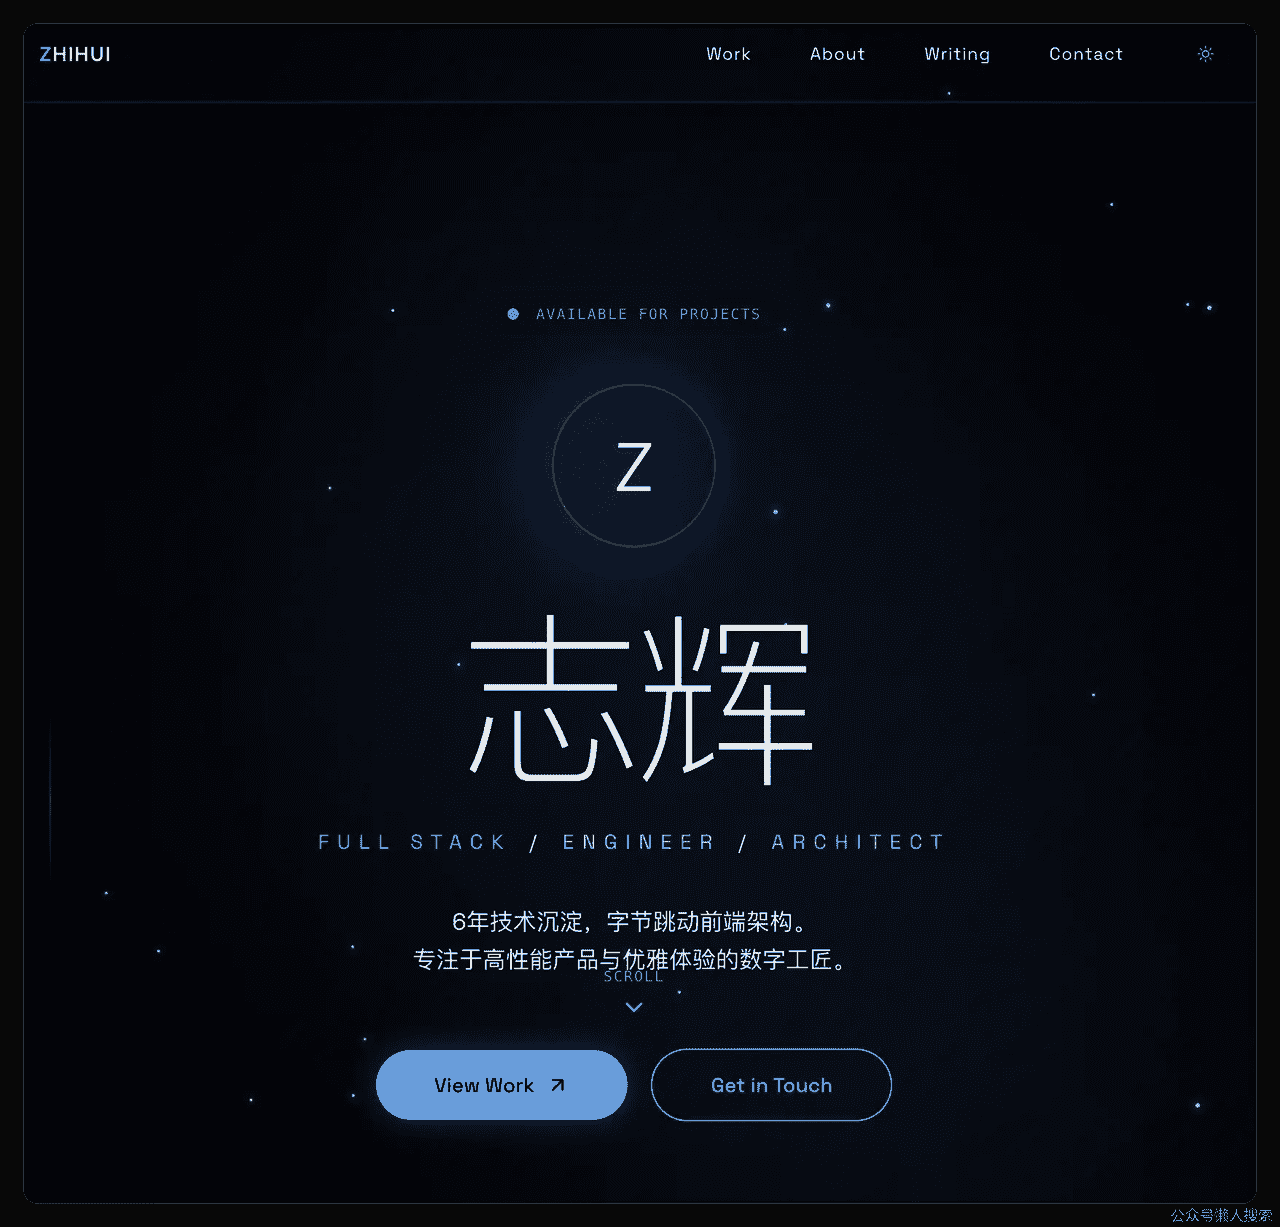 ZHIHUI
Work About Writing Contact
AVAILABLE FOR PROJECTS
Z
志辉
FULL STACK / ENGINEER / ARCHITECT
6年技术沉淀，字节跳动前端架构。
专注于高性能产品与优雅体验的数字工匠。
SCROLL
View Work ↗ Get in Touch
公众号懒人搜索